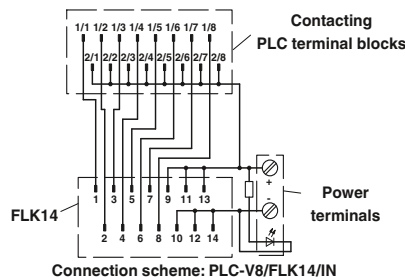 Contacting
PLC terminal blocks
1/1 1/2 1/3 1/4 1/5 1/6 1/7 1/8
2/1 2/2 2/3 2/4 2/5 2/6 2/7 2/8
+
-
Power
terminals
FLK14
1 3 5 7 9 11 13
2 4 6 8 10 12 14
Connection scheme: PLC-V8/FLK14/IN